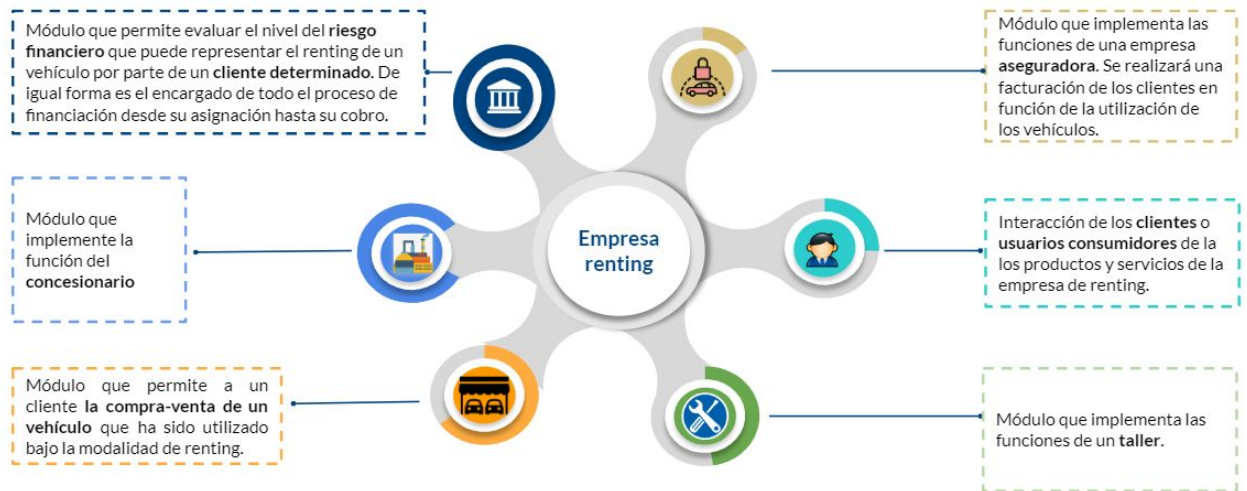 Módulo que permite evaluar el nivel del riesgo
financiero que puede representar el renting de un
vehículo por parte de un cliente determinado. De
igual forma es el encargado de todo el proceso de
financiación desde su asignación hasta su cobro.
Módulo que implementa las
funciones de una empresa
aseguradora. Se realizará una
facturación de los clientes en
función de la utilización de
los vehículos.
Módulo que
implemente la
función del
concesionario
Empresa
renting
Interacción de los clientes o
usuarios consumidores de la
los productos y servicios de la
empresa de renting.
Módulo que permite a un
cliente la compra-venta de un
vehículo que ha sido utilizado
bajo la modalidad de renting.
Módulo que implementa las
funciones de un taller.